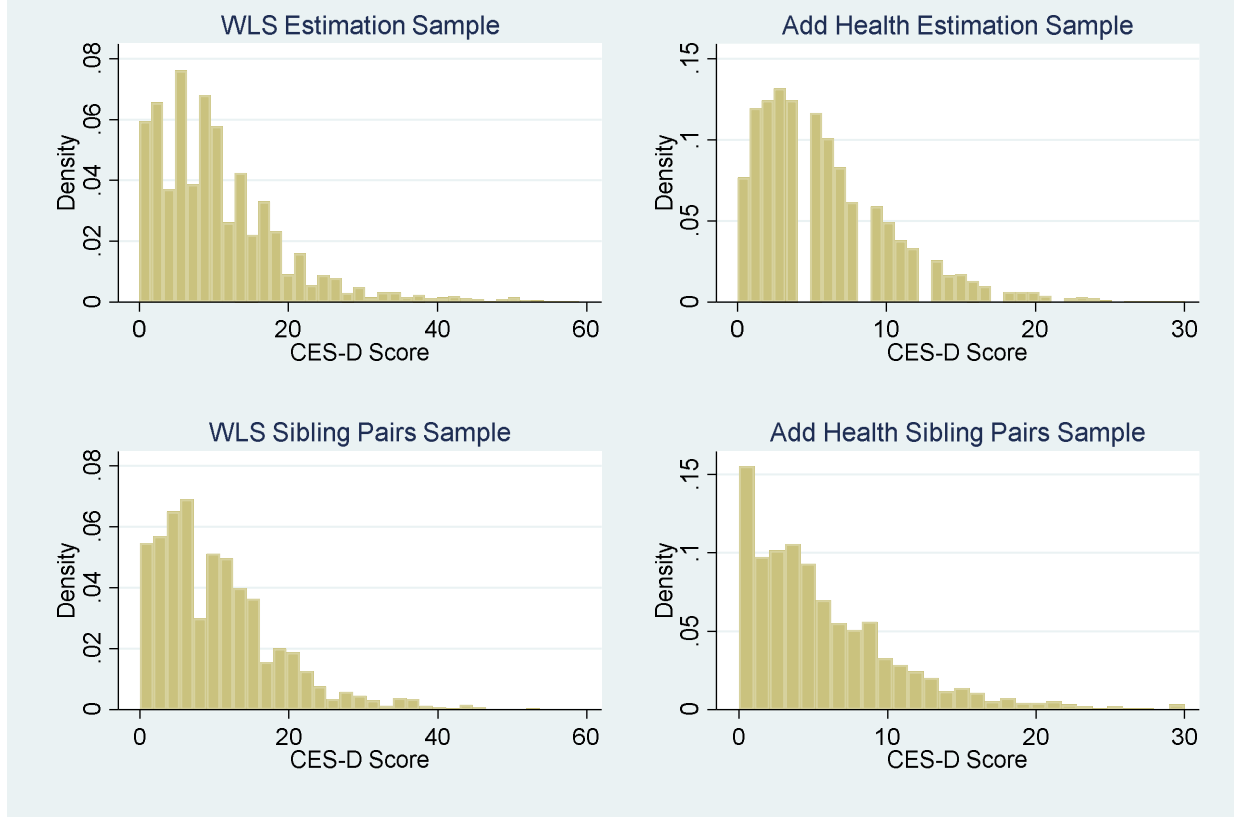 WLS Estimation Sample
.08
.06
.04
.02
0
Density
0 20 40 60
CES-D Score
Add Health Estimation Sample
.15
.1
.05
0
Density
0 10 20 30
CES-D Score
WLS Sibling Pairs Sample
.08
.06
.04
.02
0
Density
0 20 40 60
CES-D Score
Add Health Sibling Pairs Sample
.15
.1
.05
0
Density
0 10 20 30
CES-D Score